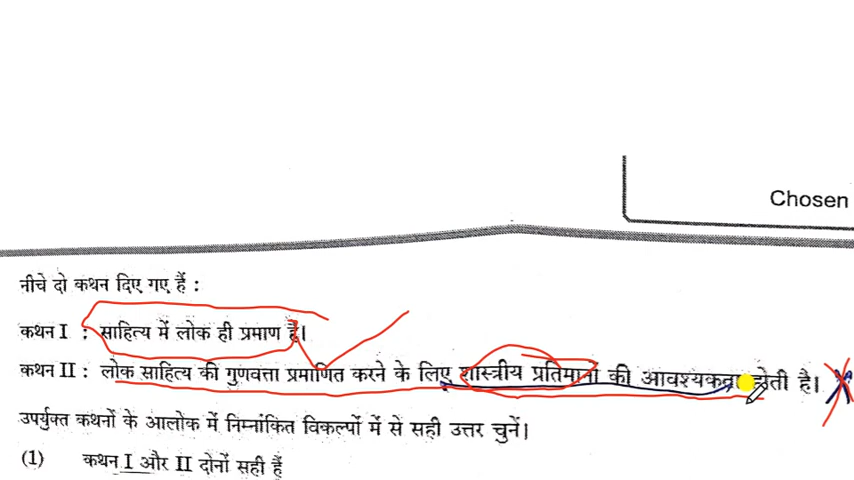 Chosen
नीचे दो कथन दिए गए हैं :
कथन I : साहित्य में लोक ही प्रमाण है।
कथन II : लोक साहित्य की गुणवत्ता प्रमाणित करने के लिए शास्त्रीय प्रतिमानों की आवश्यकता होती है।
उपर्युक्त कथनों के आलोक में निम्नांकित विकल्पों में से सही उत्तर चुनें।
(1) कथन I और II दोनों सही हैं